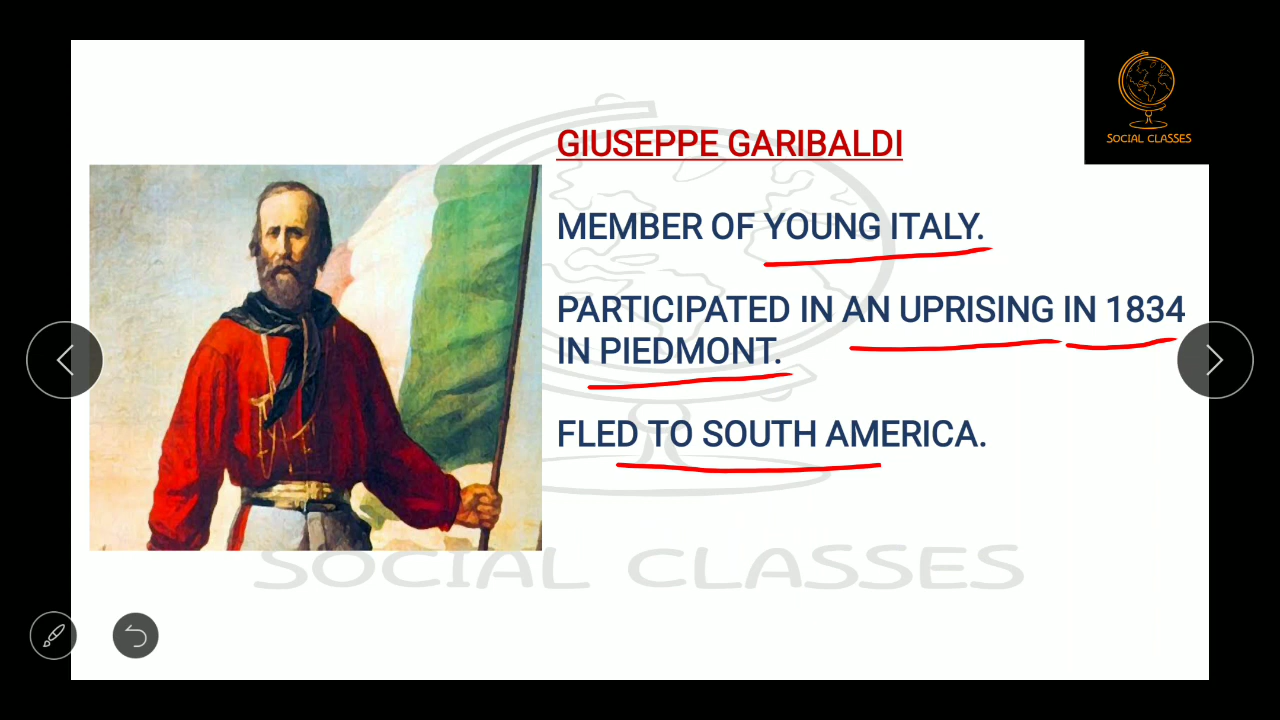 SOCIAL CLASSES
GIUSEPPE GARIBALDI
MEMBER OF YOUNG ITALY.
PARTICIPATED IN AN UPRISING IN 1834
IN PIEDMONT.
FLED TO SOUTH AMERICA.
SOCIAL CLASSES